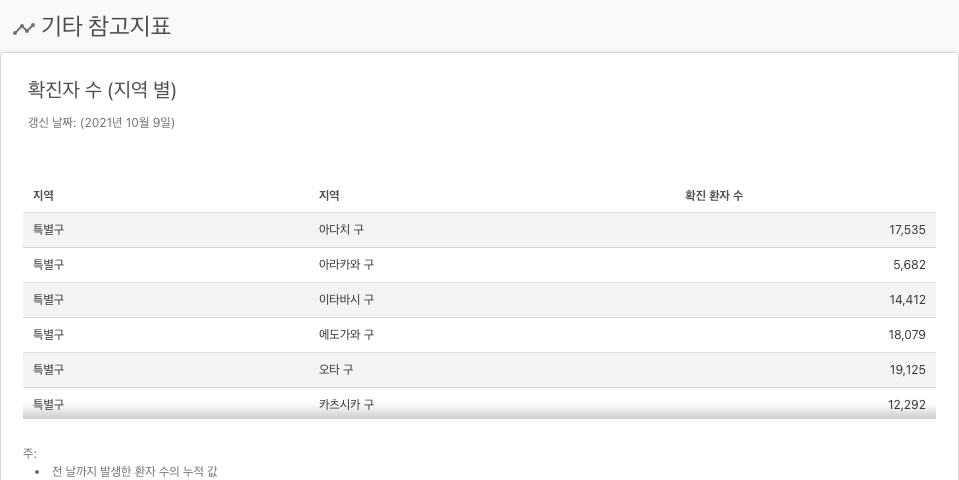 기타 참고지표
확진자 수 (지역 별)
갱신 날짜: (2021년 10월 9일)
지역 지역 확진 환자 수
특별구 아다치 구 17,535
특별구 아라카와 구 5,682
특별구 이타바시 구 14,412
특별구 에도가와 구 18,079
특별구 오타 구 19,125
특별구 카츠시카 구 12,292
주:
• 전 날까지 발생한 환자 수의 누적 값